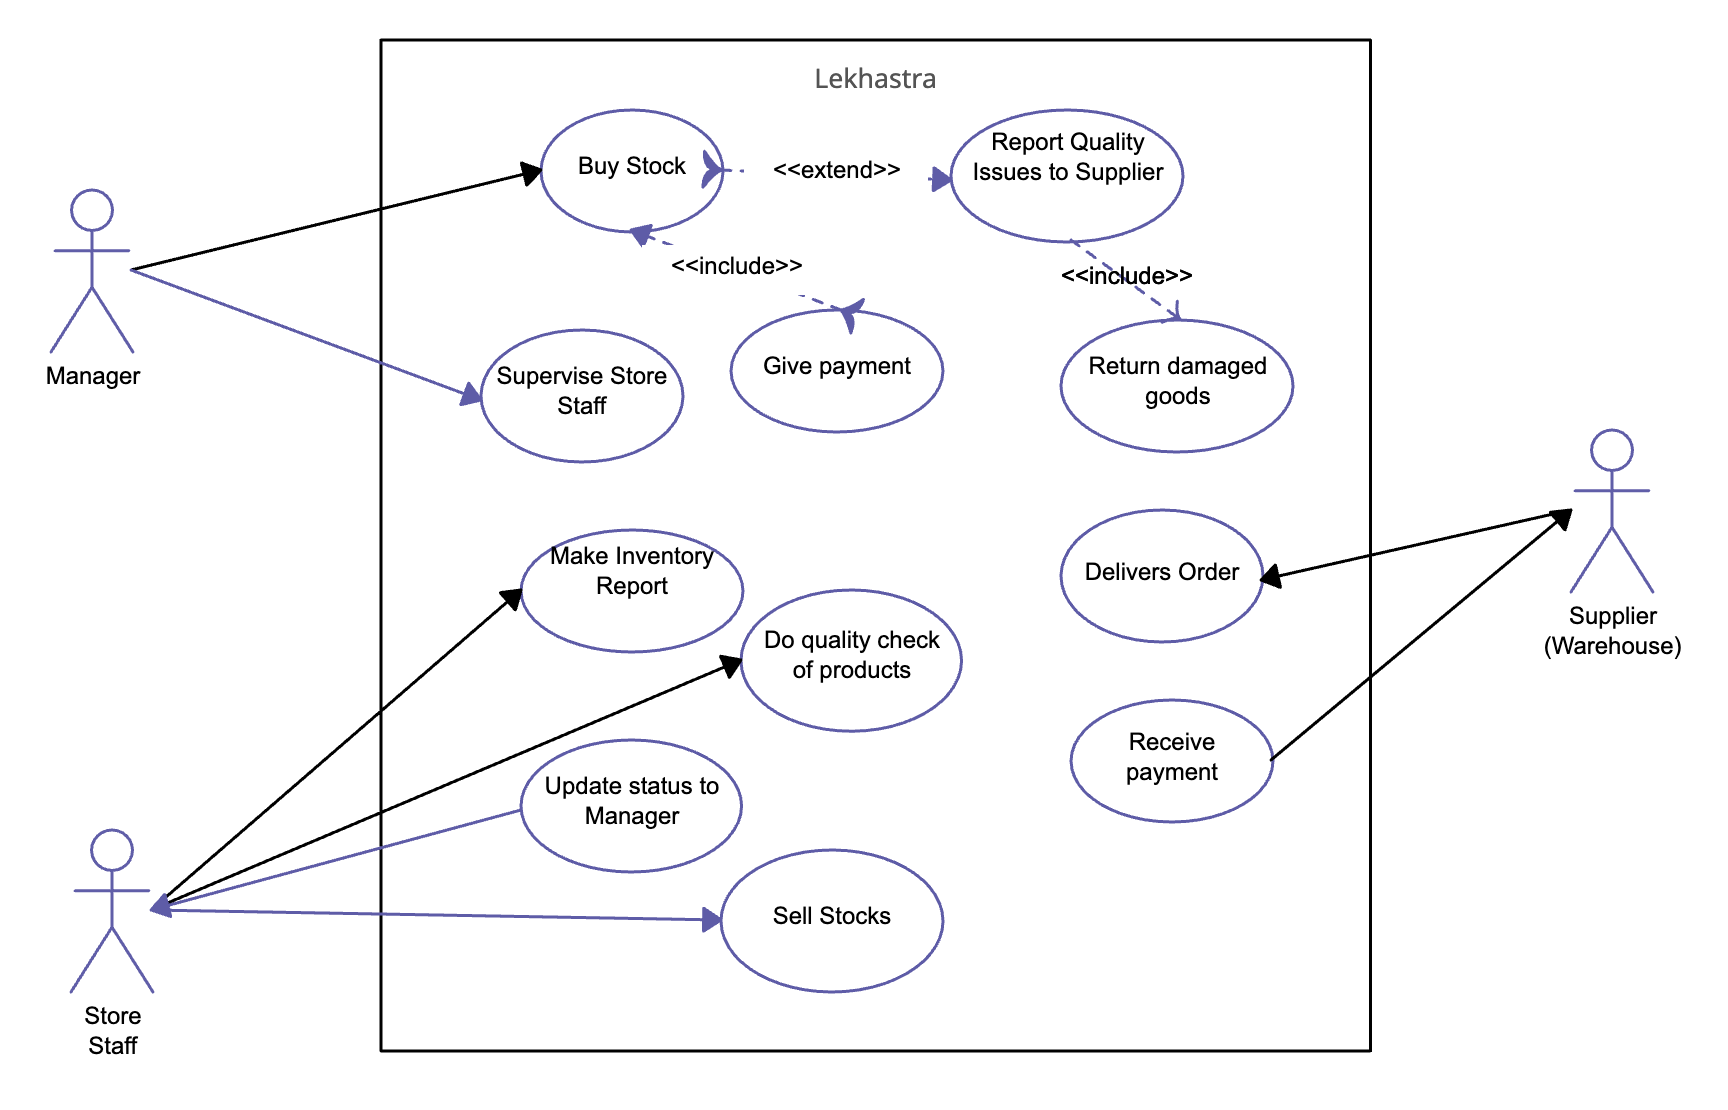 Lekhastra
Buy Stock
<<extend>>
Report Quality
Issues to Supplier
<<include>>
<<include>>
Manager
Supervise Store
Staff
Give payment
Return damaged
goods
Make Inventory
Report
Delivers Order
Supplier
(Warehouse)
Do quality check
of products
Update status to
Manager
Receive
payment
Sell Stocks
Store
Staff